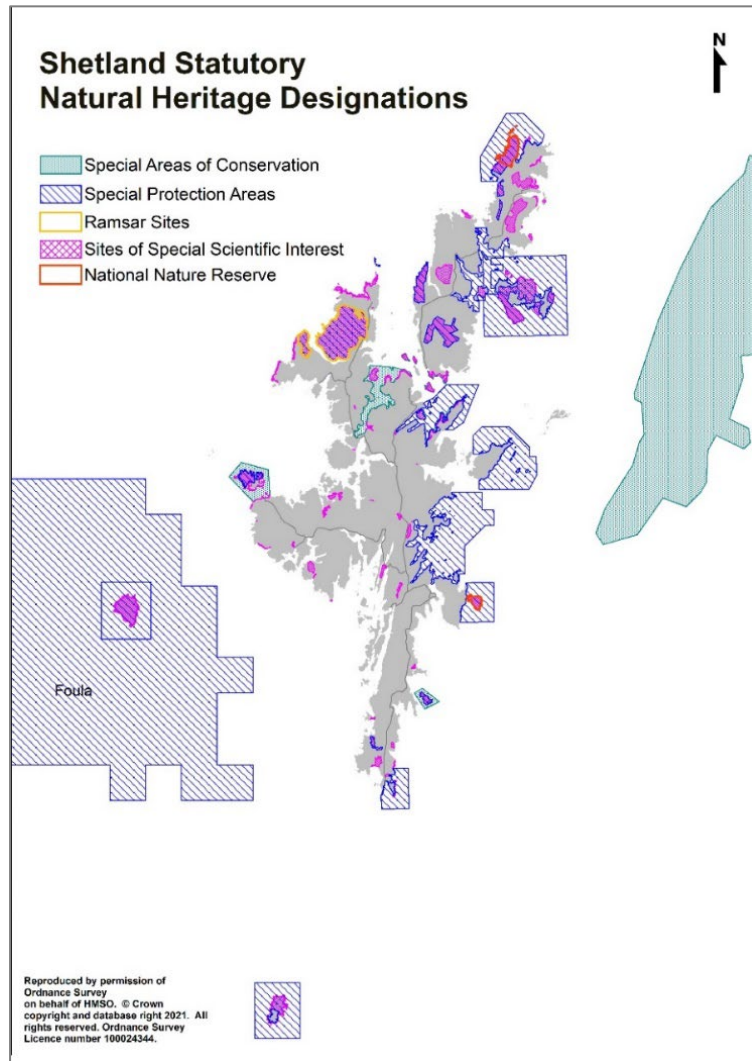 Shetland Statutory
Natural Heritage Designations
N
Special Areas of Conservation
Special Protection Areas
Ramsar Sites
Sites of Special Scientific Interest
National Nature Reserve
Foula
Reproduced by permission of
Ordnance Survey
on behalf of HMSO. © Crown
copyright and database right 2021. All
rights reserved. Ordnance Survey
Licence number 100024344.